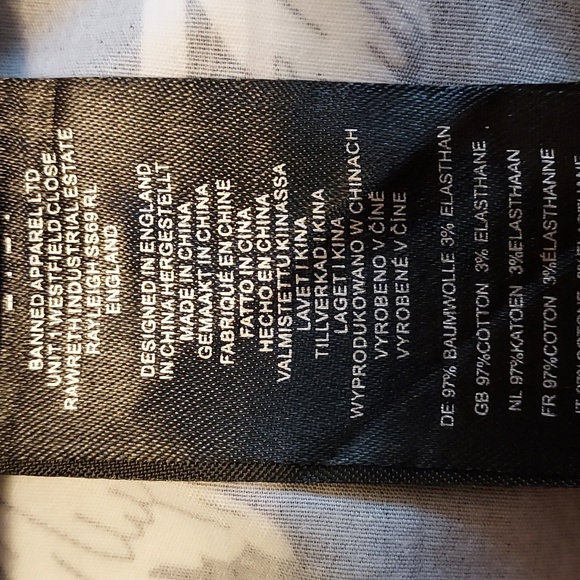 BANNED APPAREL LTD
UNIT 1 WESTFIELD CLOSE
RAWRETH INDUSTRIAL ESTATE
RAYLEIGH SS69 RL
ENGLAND
DESIGNED IN ENGLAND
IN CHINA HERGESTELLT
MADE IN CHINA
GEMAAKT IN CHINA
FABRIQUÉ EN CHINE
FATTO IN CINA
HECHO EN CHINA
VALMISTETTU KIINASSA
LAVET I KINA
TILLVERKAD I KINA
LAGET I KINA
WYPRODUKOWANO W CHINACH
VYROBENO V ČÍNĚ
VYROBENÉ V ČÍNE
DE 97% BAUMWOLLE 3% ELASTHAN
GB 97%COTTON 3% ELASTHANE
NL 97%KATOEN 3%ELASTHAAN
FR 97%COTON 3%ÉLASTHANNE